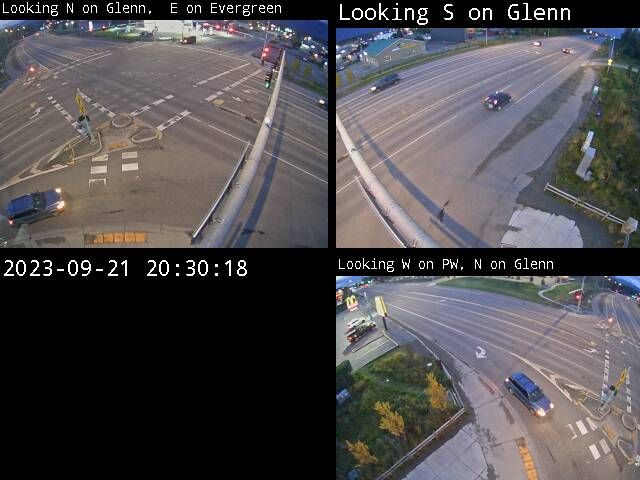 Looking N on Glenn, E on Evergreen
Looking S on Glenn
2023-09-21 20:30:18
Looking W on PW, N on Glenn